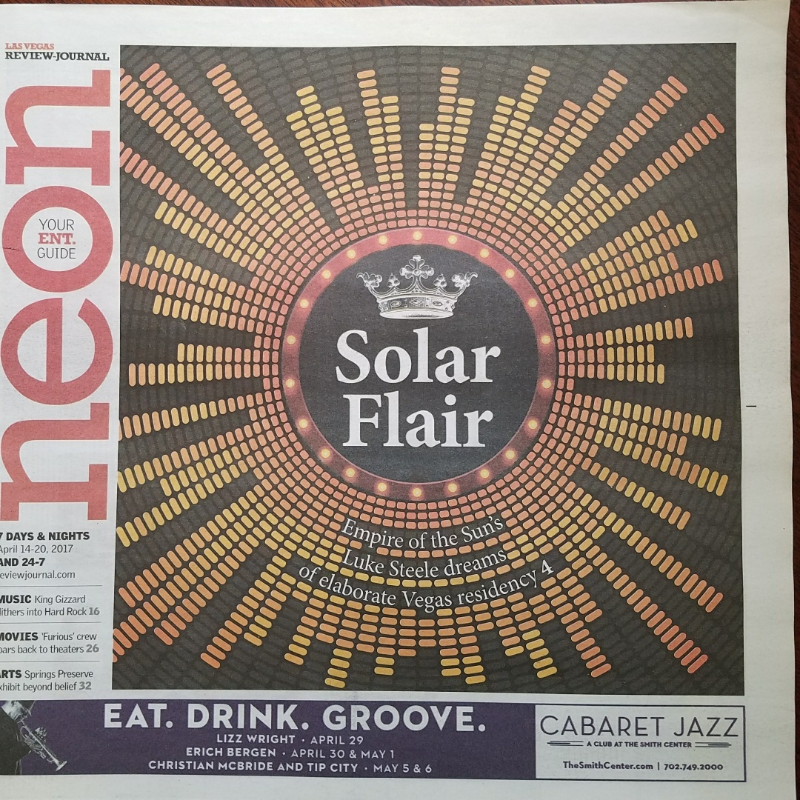 LAS VEGAS
REVIEW-JOURNAL
neon
YOUR
ENT.
GUIDE
7 DAYS & NIGHTS
April 14-20, 2017
AND 24-7
reviewjournal.com
MUSIC King Gizzard
slithers into Hard Rock 16
MOVIES 'Furious' crew
roars back to theaters 26
ARTS Springs Preserve
exhibit beyond belief 32
Solar
Flair
Empire of the Sun's
Luke Steele dreams
of elaborate Vegas residency 4
EAT. DRINK. GROOVE.
LIZZ WRIGHT • APRIL 29
ERICH BERGEN • APRIL 30 & MAY 1
CHRISTIAN MCBRIDE AND TIP CITY • MAY 5 & 6
CABARET JAZZ
A CLUB AT THE SMITH CENTER
TheSmithCenter.com | 702.749.2000